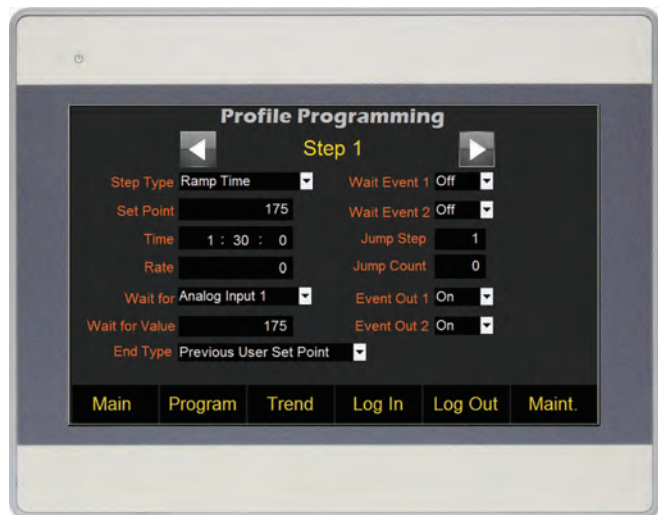 Profile Programming
Step 1
Step Type Ramp Time Wait Event 1 Off
Set Point 175 Wait Event 2 Off
Time 1 : 30 : 0 Jump Step 1
Rate 0 Jump Count 0
Wait for Analog Input 1 Event Out 1 On
Wait for Value 175 Event Out 2 On
End Type Previous User Set Point
Main Program Trend Log In Log Out Maint.